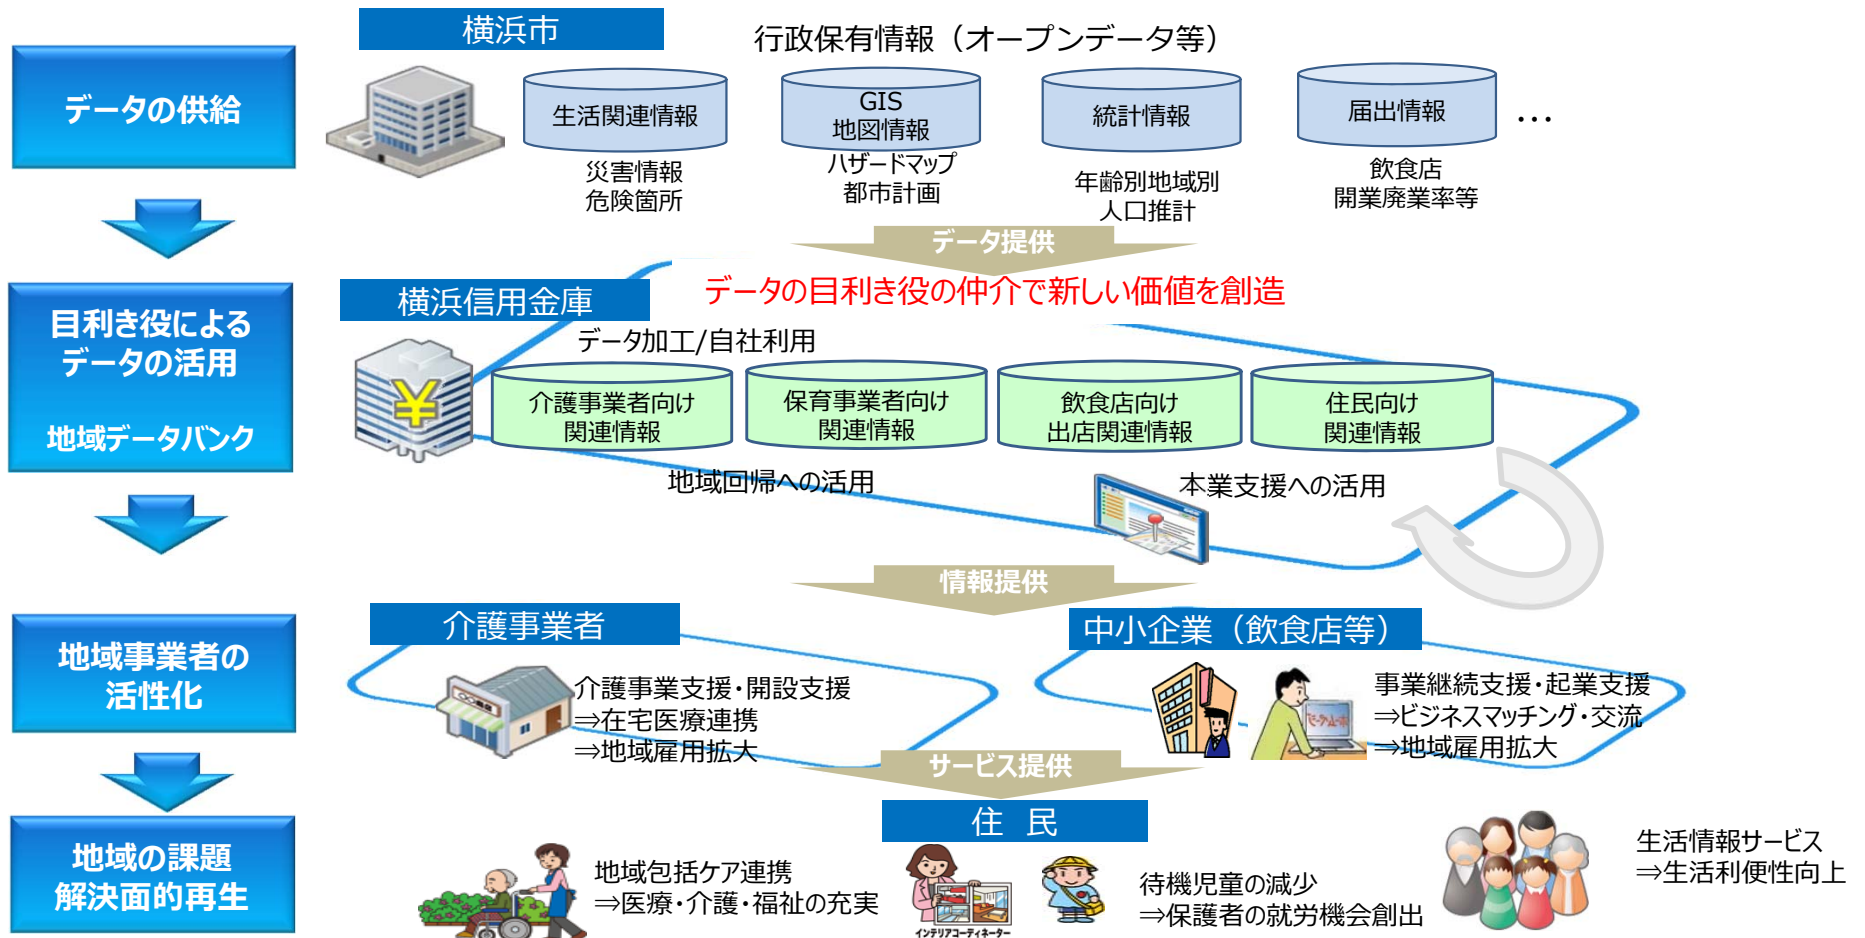 横浜市
行政保有情報（オープンデータ等）
データの供給
生活関連情報
災害情報
危険箇所
GIS
地図情報
ハザードマップ
都市計画
統計情報
年齢別地域別
人口推計
届出情報
飲食店
開業廃業率等
…
データ提供
目利き役による
データの活用
地域データバンク
横浜信用金庫
データの目利き役の仲介で新しい価値を創造
データ加工/自社利用
介護事業者向け
関連情報
保育事業者向け
関連情報
飲食店向け
出店関連情報
住民向け
関連情報
地域回帰への活用
本業支援への活用
情報提供
地域事業者の
活性化
介護事業者
介護事業支援・開設支援
⇒在宅医療連携
⇒地域雇用拡大
中小企業（飲食店等）
事業継続支援・起業支援
⇒ビジネスマッチング・交流
⇒地域雇用拡大
サービス提供
地域の課題
解決面的再生
住 民
地域包括ケア連携
⇒医療・介護・福祉の充実
インテリアコーディネーター
待機児童の減少
⇒保護者の就労機会創出
生活情報サービス
⇒生活利便性向上